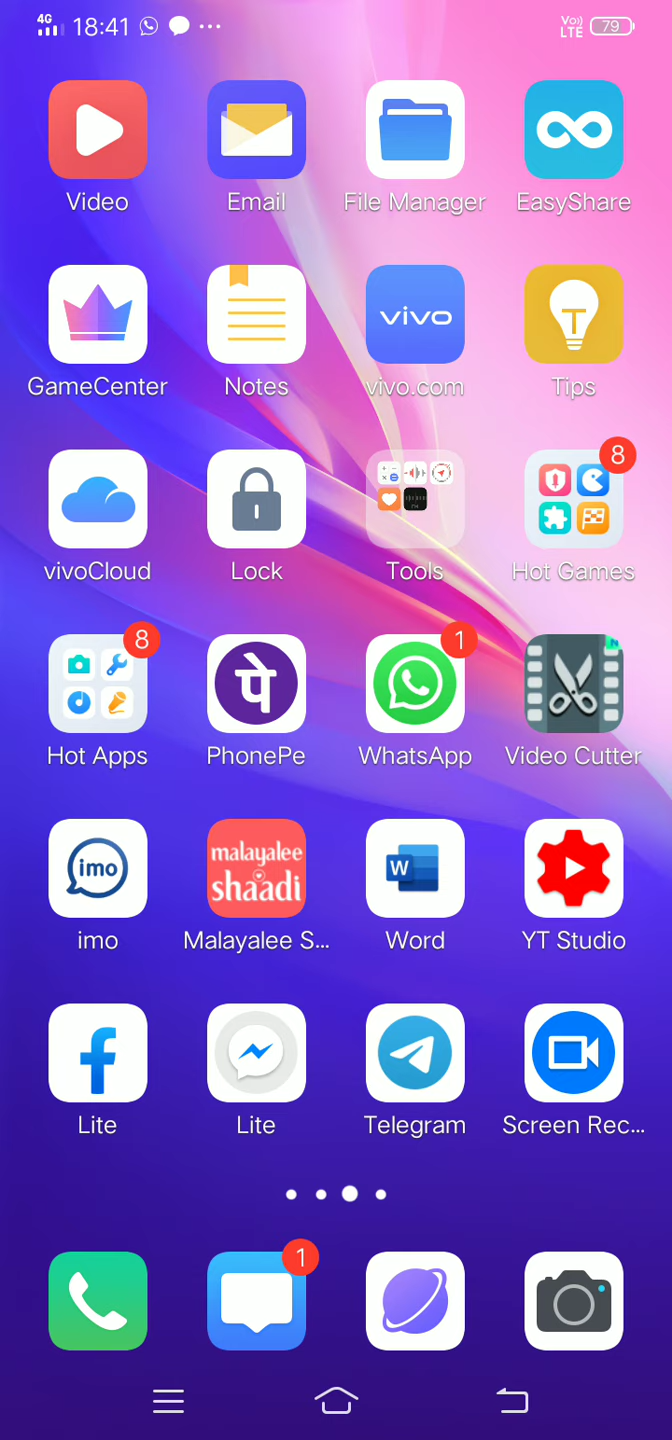 4G 18:41 ... Vo)) LTE 79
Video Email File Manager EasyShare
vivo T
GameCenter Notes vivo.com Tips
8
vivoCloud Lock Tools Hot Games
8 1
पे
Hot Apps PhonePe WhatsApp Video Cutter
imo malayalee shaadi W
imo Malayalee S... Word YT Studio
f
Lite Lite Telegram Screen Rec...
1